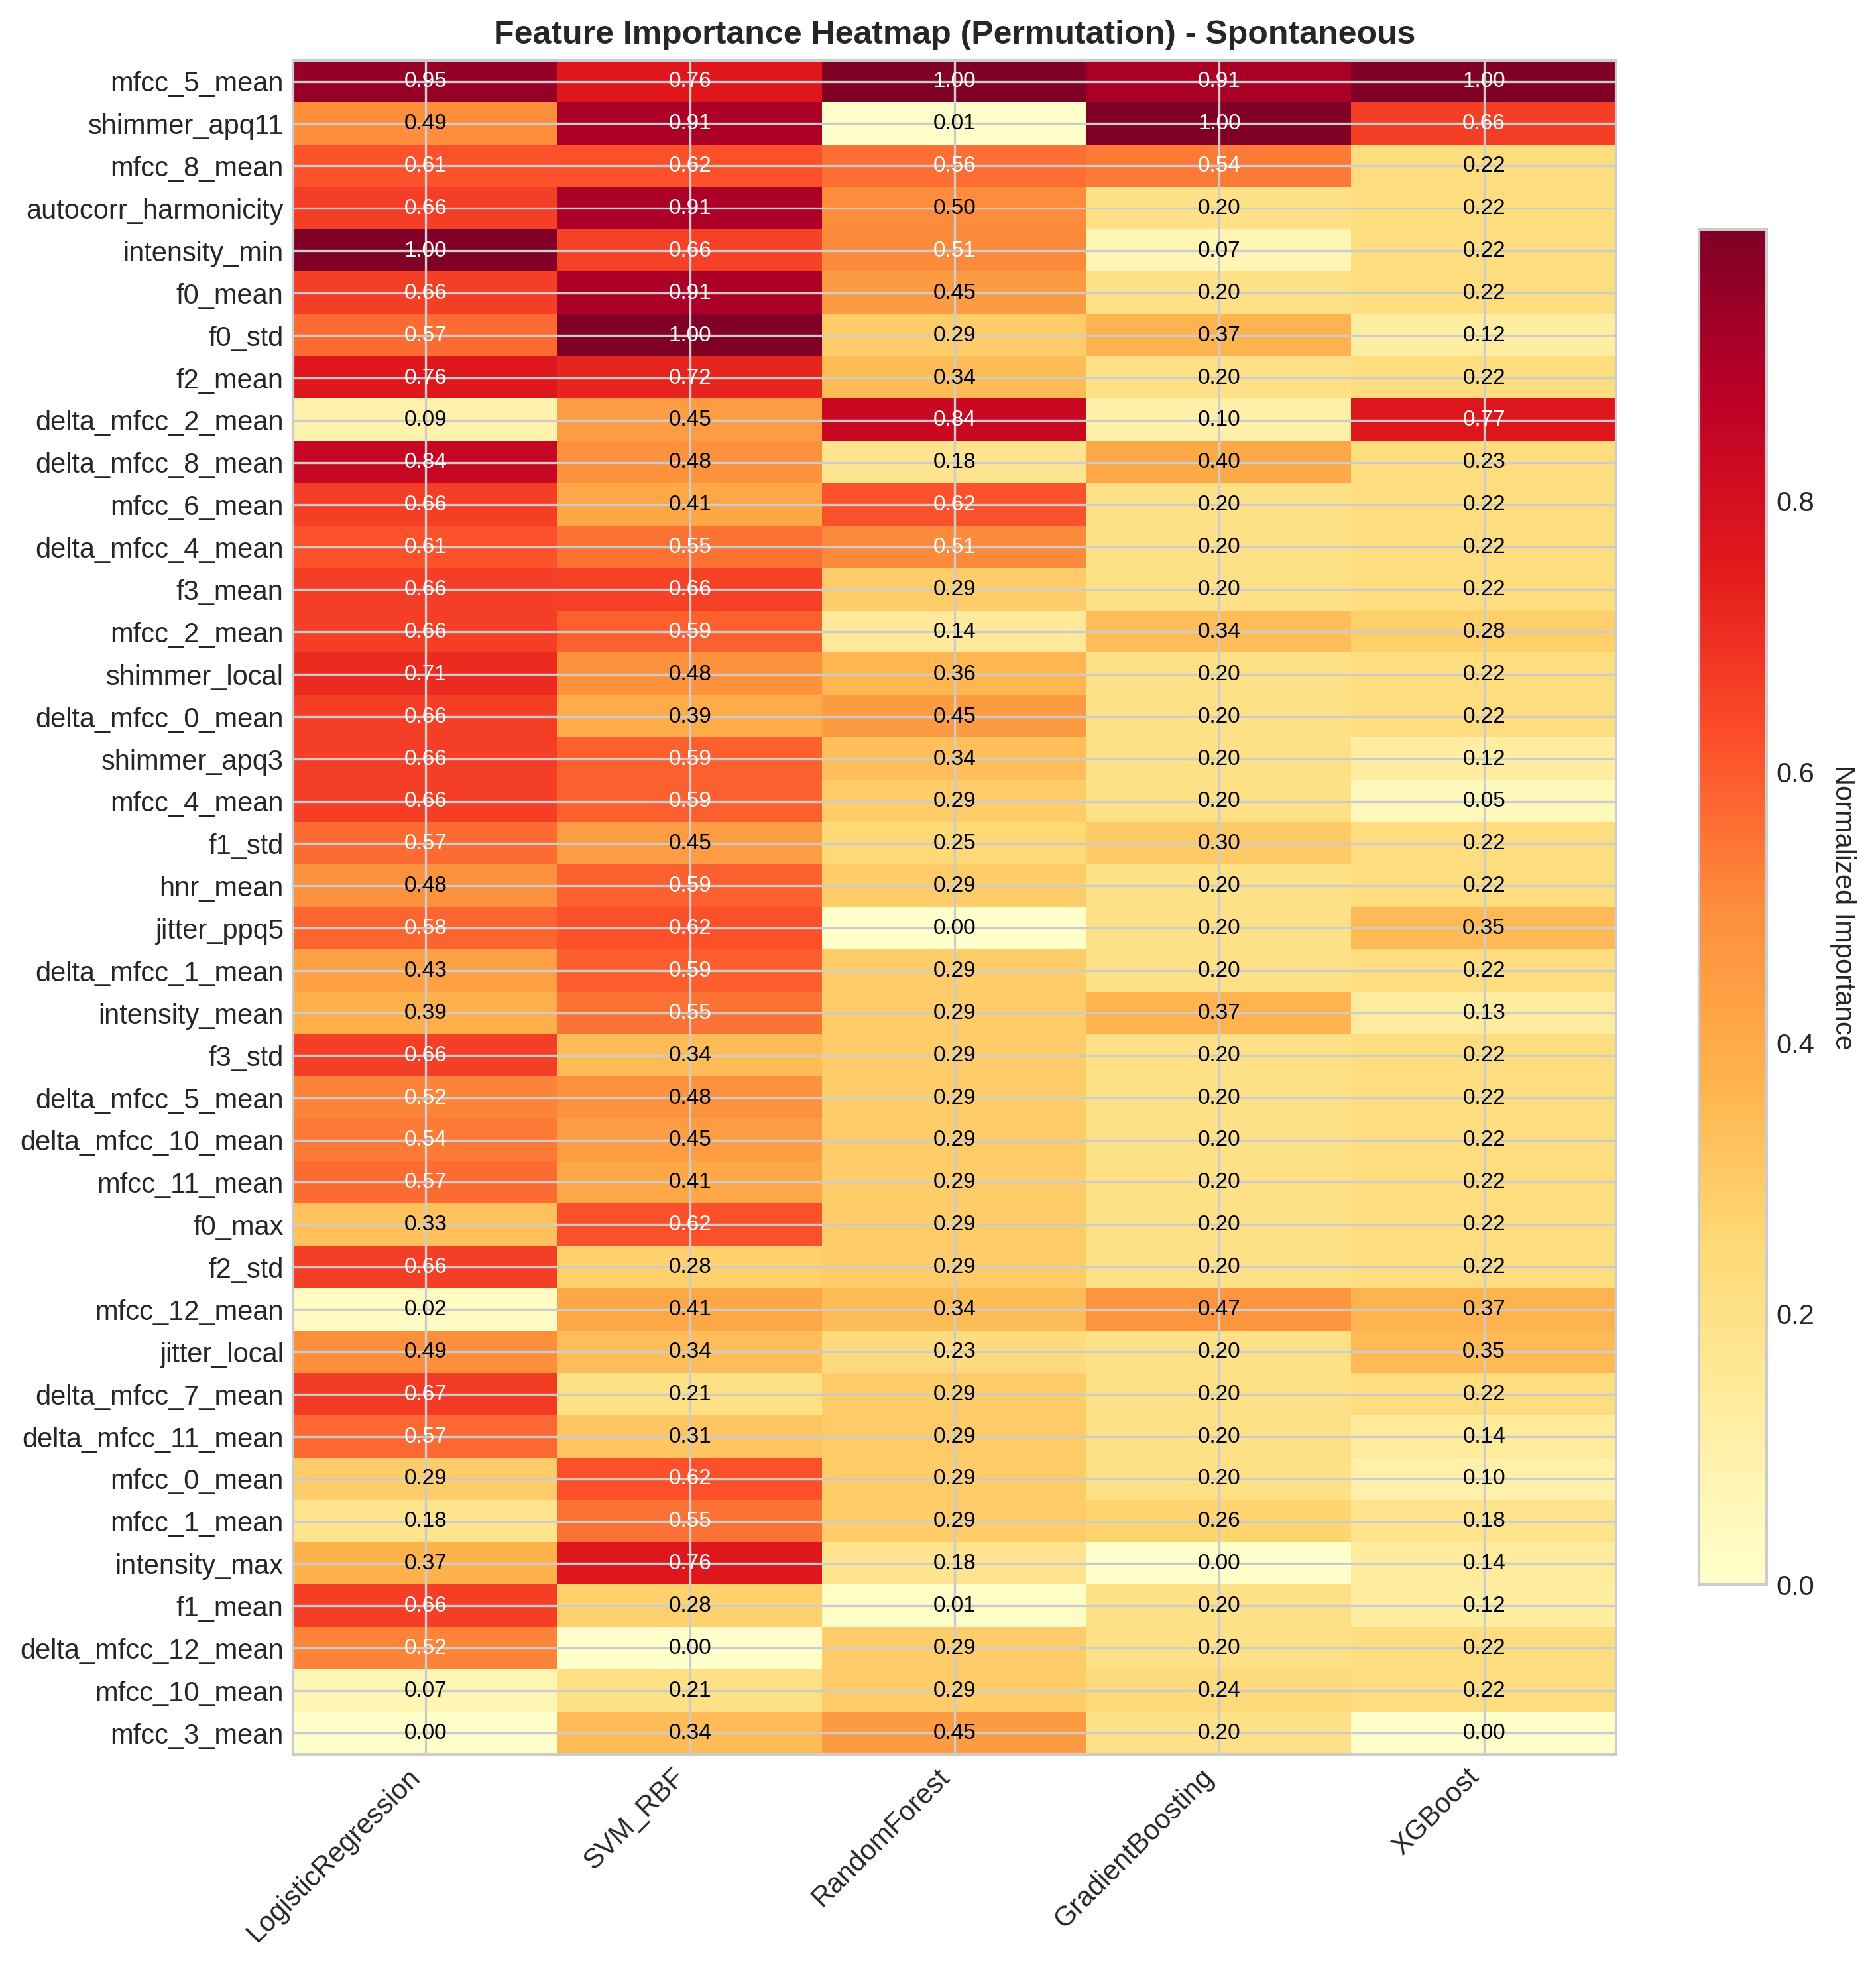 Feature Importance Heatmap (Permutation) - Spontaneous
mfcc_5_mean 0.95 0.76 1.00 0.91 1.00
shimmer_apq11 0.49 0.91 0.01 1.00 0.66
mfcc_8_mean 0.61 0.62 0.56 0.54 0.22
autocorr_harmonicity 0.66 0.91 0.50 0.20 0.22
intensity_min 1.00 0.66 0.51 0.07 0.22
f0_mean 0.66 0.91 0.45 0.20 0.22
f0_std 0.57 1.00 0.29 0.37 0.12
f2_mean 0.76 0.72 0.34 0.20 0.22
delta_mfcc_2_mean 0.09 0.45 0.84 0.10 0.77
delta_mfcc_8_mean 0.84 0.48 0.18 0.40 0.23
mfcc_6_mean 0.66 0.41 0.62 0.20 0.22
delta_mfcc_4_mean 0.61 0.55 0.51 0.20 0.22
f3_mean 0.66 0.66 0.29 0.20 0.22
mfcc_2_mean 0.66 0.59 0.14 0.34 0.28
shimmer_local 0.71 0.48 0.36 0.20 0.22
delta_mfcc_0_mean 0.66 0.39 0.45 0.20 0.22
shimmer_apq3 0.66 0.59 0.34 0.20 0.12
mfcc_4_mean 0.66 0.59 0.29 0.20 0.05
f1_std 0.57 0.45 0.25 0.30 0.22
hnr_mean 0.48 0.59 0.29 0.20 0.22
jitter_ppq5 0.58 0.62 0.00 0.20 0.35
delta_mfcc_1_mean 0.43 0.59 0.29 0.20 0.22
intensity_mean 0.39 0.55 0.29 0.37 0.13
f3_std 0.66 0.34 0.29 0.20 0.22
delta_mfcc_5_mean 0.52 0.48 0.29 0.20 0.22
delta_mfcc_10_mean 0.54 0.45 0.29 0.20 0.22
mfcc_11_mean 0.57 0.41 0.29 0.20 0.22
f0_max 0.33 0.62 0.29 0.20 0.22
f2_std 0.66 0.28 0.29 0.20 0.22
mfcc_12_mean 0.02 0.41 0.34 0.47 0.37
jitter_local 0.49 0.34 0.23 0.20 0.35
delta_mfcc_7_mean 0.67 0.21 0.29 0.20 0.22
delta_mfcc_11_mean 0.57 0.31 0.29 0.20 0.14
mfcc_0_mean 0.29 0.62 0.29 0.20 0.10
mfcc_1_mean 0.18 0.55 0.29 0.26 0.18
intensity_max 0.37 0.76 0.18 0.00 0.14
f1_mean 0.66 0.28 0.01 0.20 0.12
delta_mfcc_12_mean 0.52 0.00 0.29 0.20 0.22
mfcc_10_mean 0.07 0.21 0.29 0.24 0.22
mfcc_3_mean 0.00 0.34 0.45 0.20 0.00
LogisticRegression SVM_RBF RandomForest GradientBoosting XGBoost
0.8
0.6
0.4
0.2
0.0
Normalized Importance